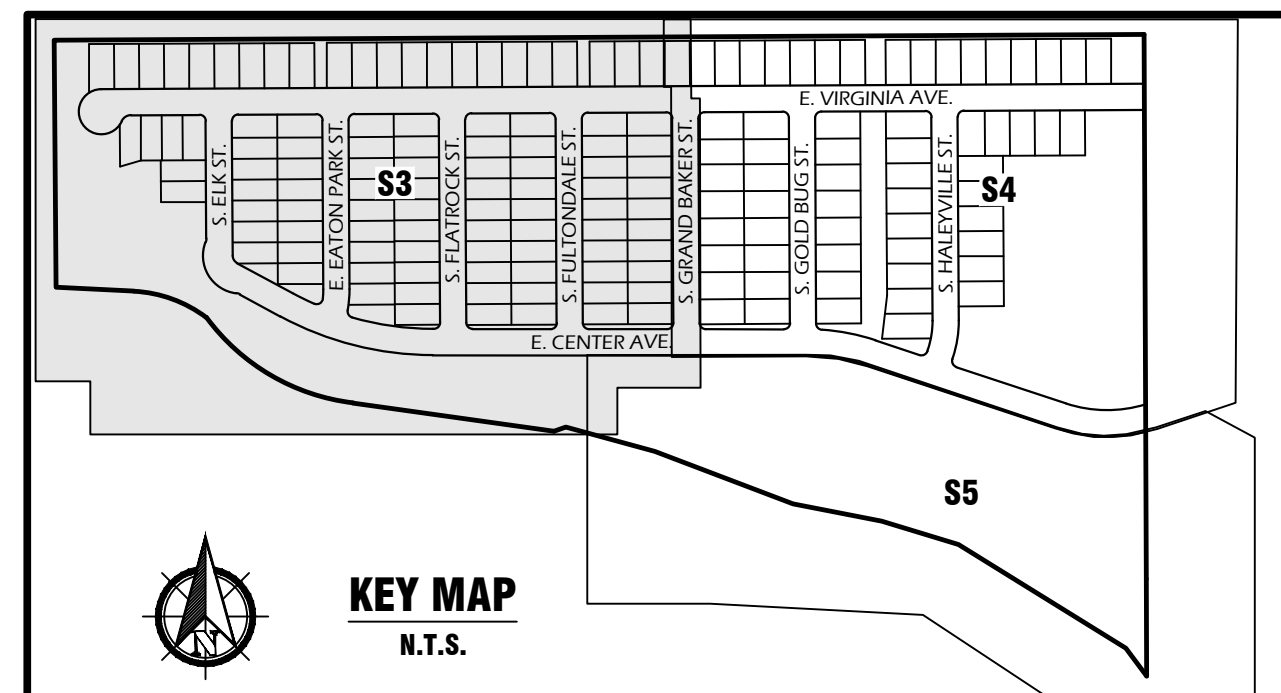 E. VIRGINIA AVE.
S. ELK ST.
E. EATON PARK ST.
S3
S. FLATROCK ST.
S. FULTONDALE ST.
S. GRAND BAKER ST.
S. GOLD BUG ST.
S. HALEYVILLE ST.
S4
E. CENTER AVE.
S5
N
KEY MAP
N.T.S.